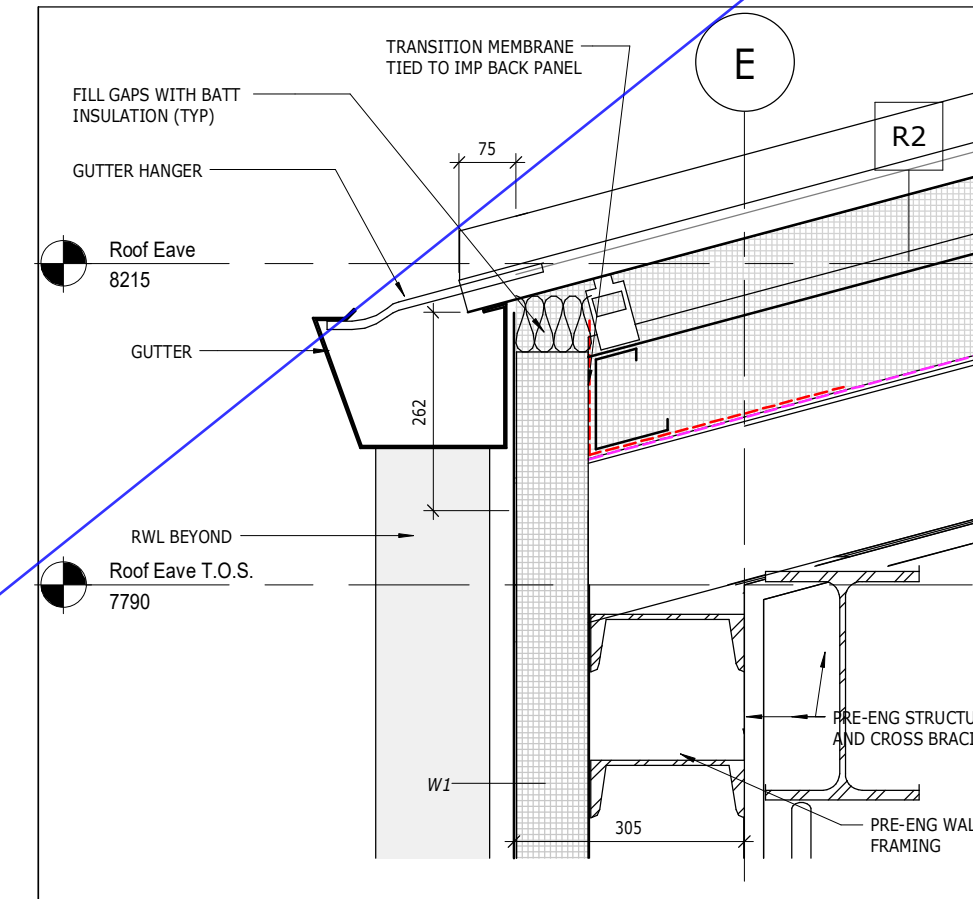 TRANSITION MEMBRANE
TIED TO IMP BACK PANEL
E
FILL GAPS WITH BATT
INSULATION (TYP)
R2
75
GUTTER HANGER
Roof Eave
8215
GUTTER
262
RWL BEYOND
Roof Eave T.O.S.
7790
PRE-ENG STRUCTU
AND CROSS BRACI
W1
305
PRE-ENG WAL
FRAMING